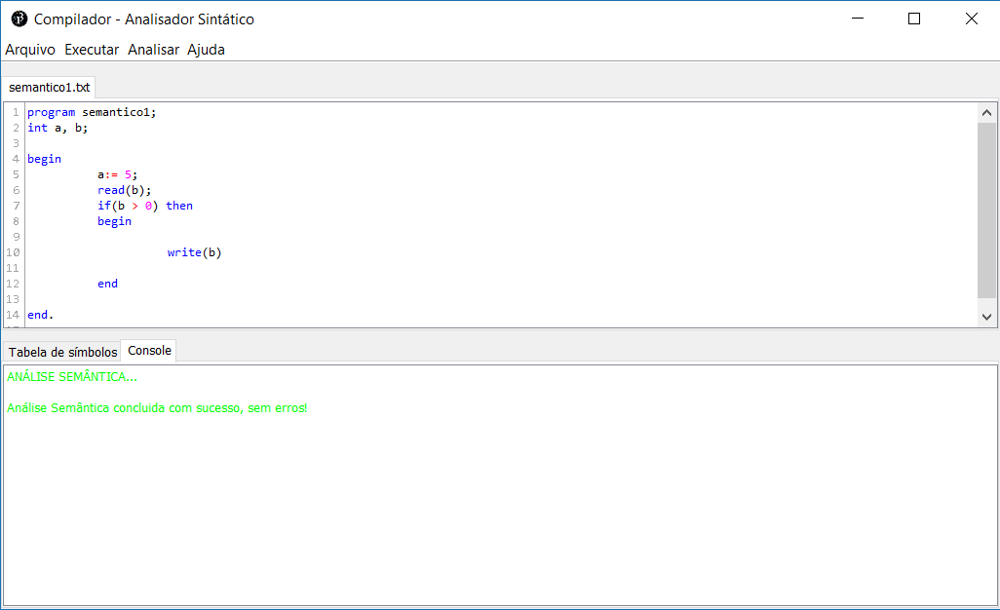 Compilador - Analisador Sintático
Arquivo Executar Analisar Ajuda
semantico1.txt
1 program semantico1;
2 int a, b;
3
4 begin
5 a:= 5;
6 read(b);
7 if(b > 0) then
8 begin
9
10 write(b)
11
12 end
13
14 end.
Tabela de símbolos Console
ANÁLISE SEMÂNTICA...
Análise Semântica concluida com sucesso, sem erros!